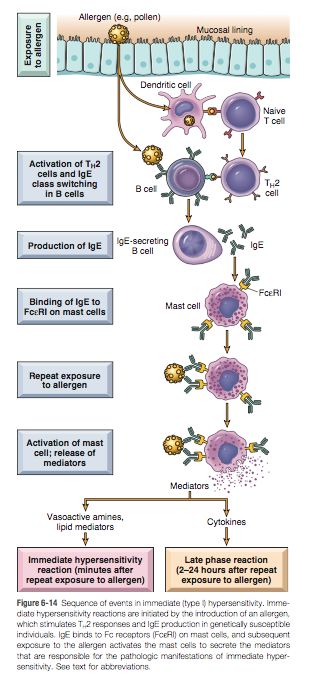 Allergen (e.g, pollen)
Mucosal lining
Exposure
to allergen
Dendritic cell
Naive
T cell
Activation of TH2
cells and IgE
class switching
in B cells
B cell
TH2
cell
Production of IgE
IgE-secreting
B cell
IgE
FcεRI
Binding of IgE to
FcεRI on mast cells
Mast cell
Repeat exposure
to allergen
Activation of mast
cell; release of
mediators
Mediators
Vasoactive amines,
lipid mediators
Cytokines
Immediate hypersensitivity
reaction (minutes after
repeat exposure to allergen)
Late phase reaction
(2–24 hours after repeat
exposure to allergen)
Figure 6-14 Sequence of events in immediate (type I) hypersensitivity. Imme-
diate hypersensitivity reactions are initiated by the introduction of an allergen,
which stimulates TH2 responses and IgE production in genetically susceptible
individuals. IgE binds to Fc receptors (FcεRI) on mast cells, and subsequent
exposure to the allergen activates the mast cells to secrete the mediators
that are responsible for the pathologic manifestations of immediate hyper-
sensitivity. See text for abbreviations.